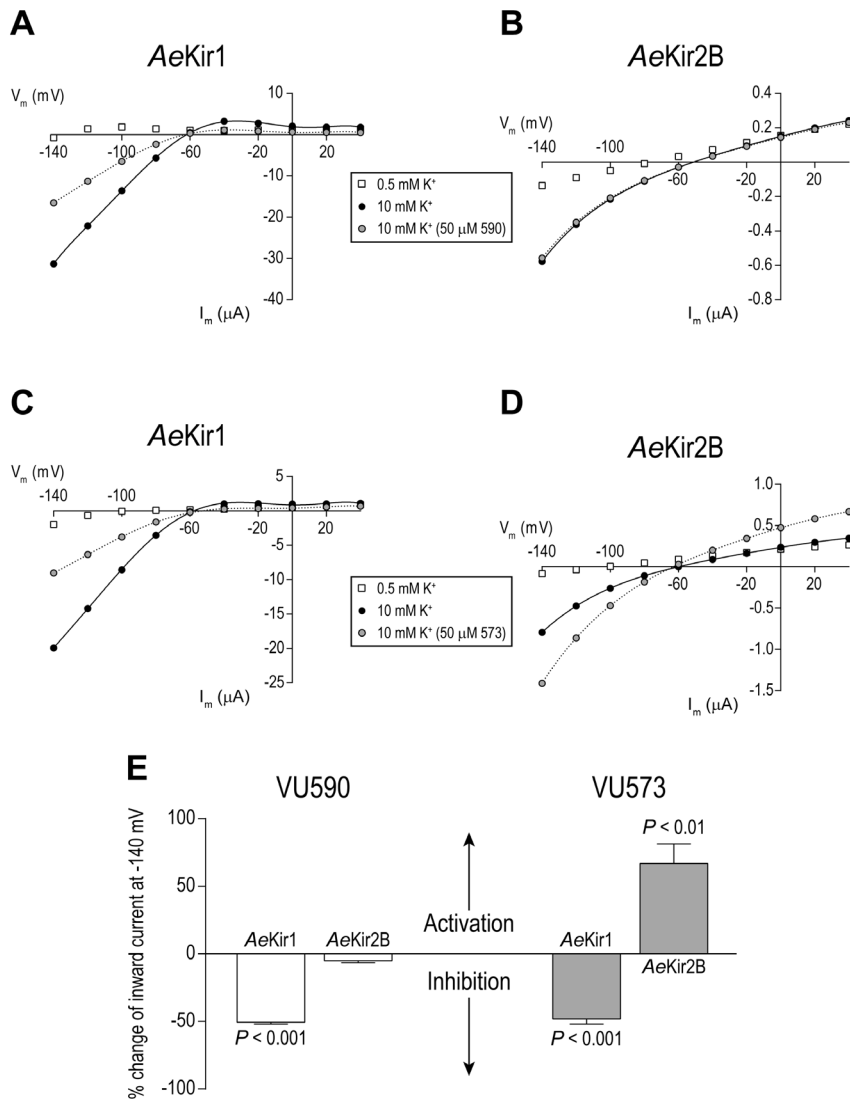 A
AeKir1
Vm (mV)
10
-140
-100
-60
-20
20
-10
-20
-30
-40
Im (μA)
B
AeKir2B
Vm (mV)
0.4
0.2
-140
-100
-60
-20
20
-0.2
-0.4
-0.6
-0.8
Im (μA)
0.5 mM K⁺
10 mM K⁺
10 mM K⁺ (50 μM 590)
C
AeKir1
Vm (mV)
5
-140
-100
-60
-20
20
-5
-10
-15
-20
-25
Im (μA)
D
AeKir2B
Vm (mV)
1.0
0.5
-140
-100
-60
-20
20
-0.5
-1.0
-1.5
Im (μA)
0.5 mM K⁺
10 mM K⁺
10 mM K⁺ (50 μM 573)
E
VU590
VU573
% change of inward current at -140 mV
100
50
0
-50
-100
AeKir1
AeKir2B
P < 0.001
Activation
Inhibition
P < 0.01
AeKir1
AeKir2B
P < 0.001